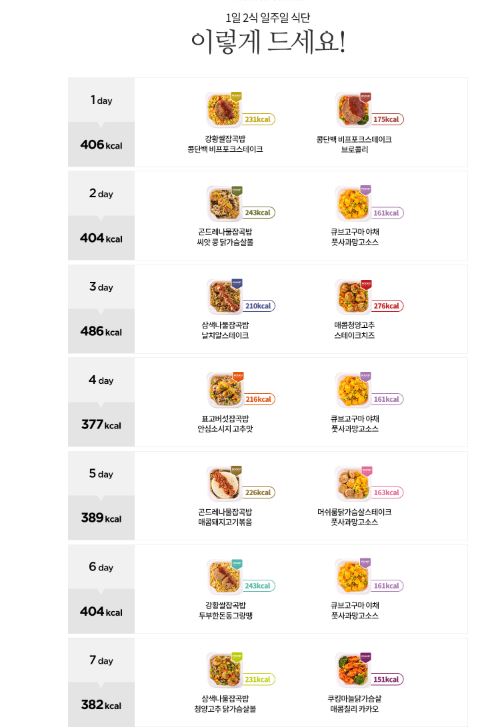 1일 2식 일주일 식단
이렇게 드세요!
1 day
406 kcal
231kcal
강황쌀잡곡밥
콩단백 비프포크스테이크
175kcal
콩단백 비프포크스테이크
브로콜리
2 day
404 kcal
243kcal
곤드레나물잡곡밥
씨앗 콩 닭가슴살볼
161kcal
큐브고구마 야채
풋사과망고소스
3 day
486 kcal
210kcal
삼색나물잡곡밥
날치알스테이크
276kcal
매콤청양고추
스테이크치즈
4 day
377 kcal
216kcal
표고버섯잡곡밥
안심소시지 고추맛
161kcal
큐브고구마 야채
풋사과망고소스
5 day
389 kcal
226kcal
곤드레나물잡곡밥
매콤돼지고기볶음
163kcal
머쉬룸닭가슴살스테이크
풋사과망고소스
6 day
404 kcal
243kcal
강황쌀잡곡밥
두부한돈동그랑땡
161kcal
큐브고구마 야채
풋사과망고소스
7 day
382 kcal
231kcal
삼색나물잡곡밥
청양고추 닭가슴살볼
151kcal
쿠킹마늘닭가슴살
매콤칠리 카카오